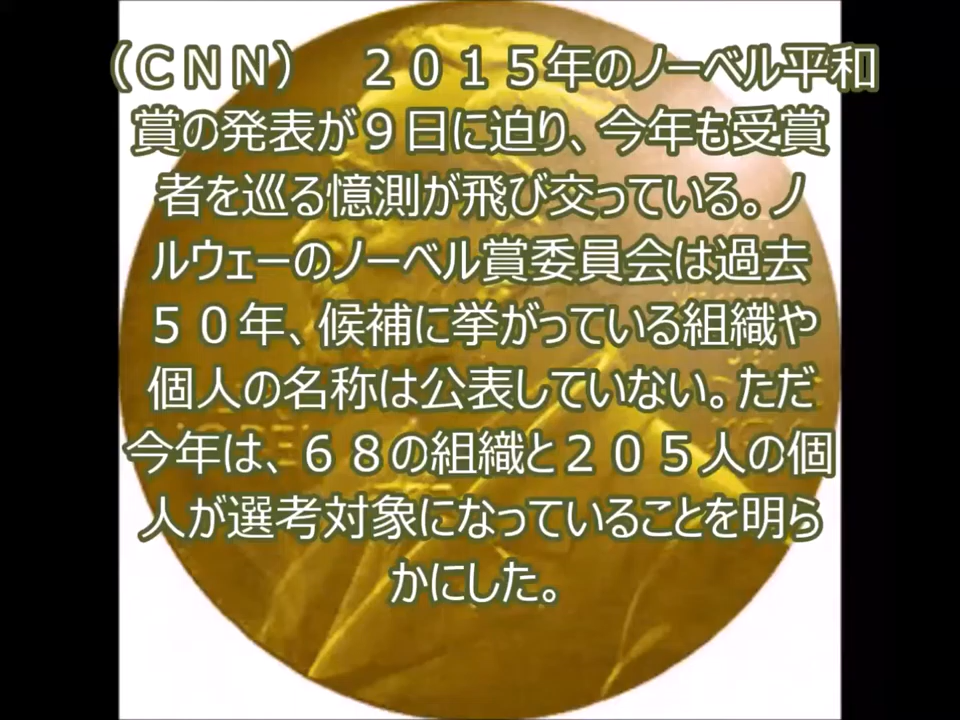 （ＣＮＮ）　２０１５年のノーベル平和
賞の発表が９日に迫り、今年も受賞
者を巡る憶測が飛び交っている。ノ
ルウェーのノーベル賞委員会は過去
５０年、候補に挙がっている組織や
個人の名称は公表していない。ただ
今年は、６８の組織と２０５人の個
人が選考対象になっていることを明ら
かにした。